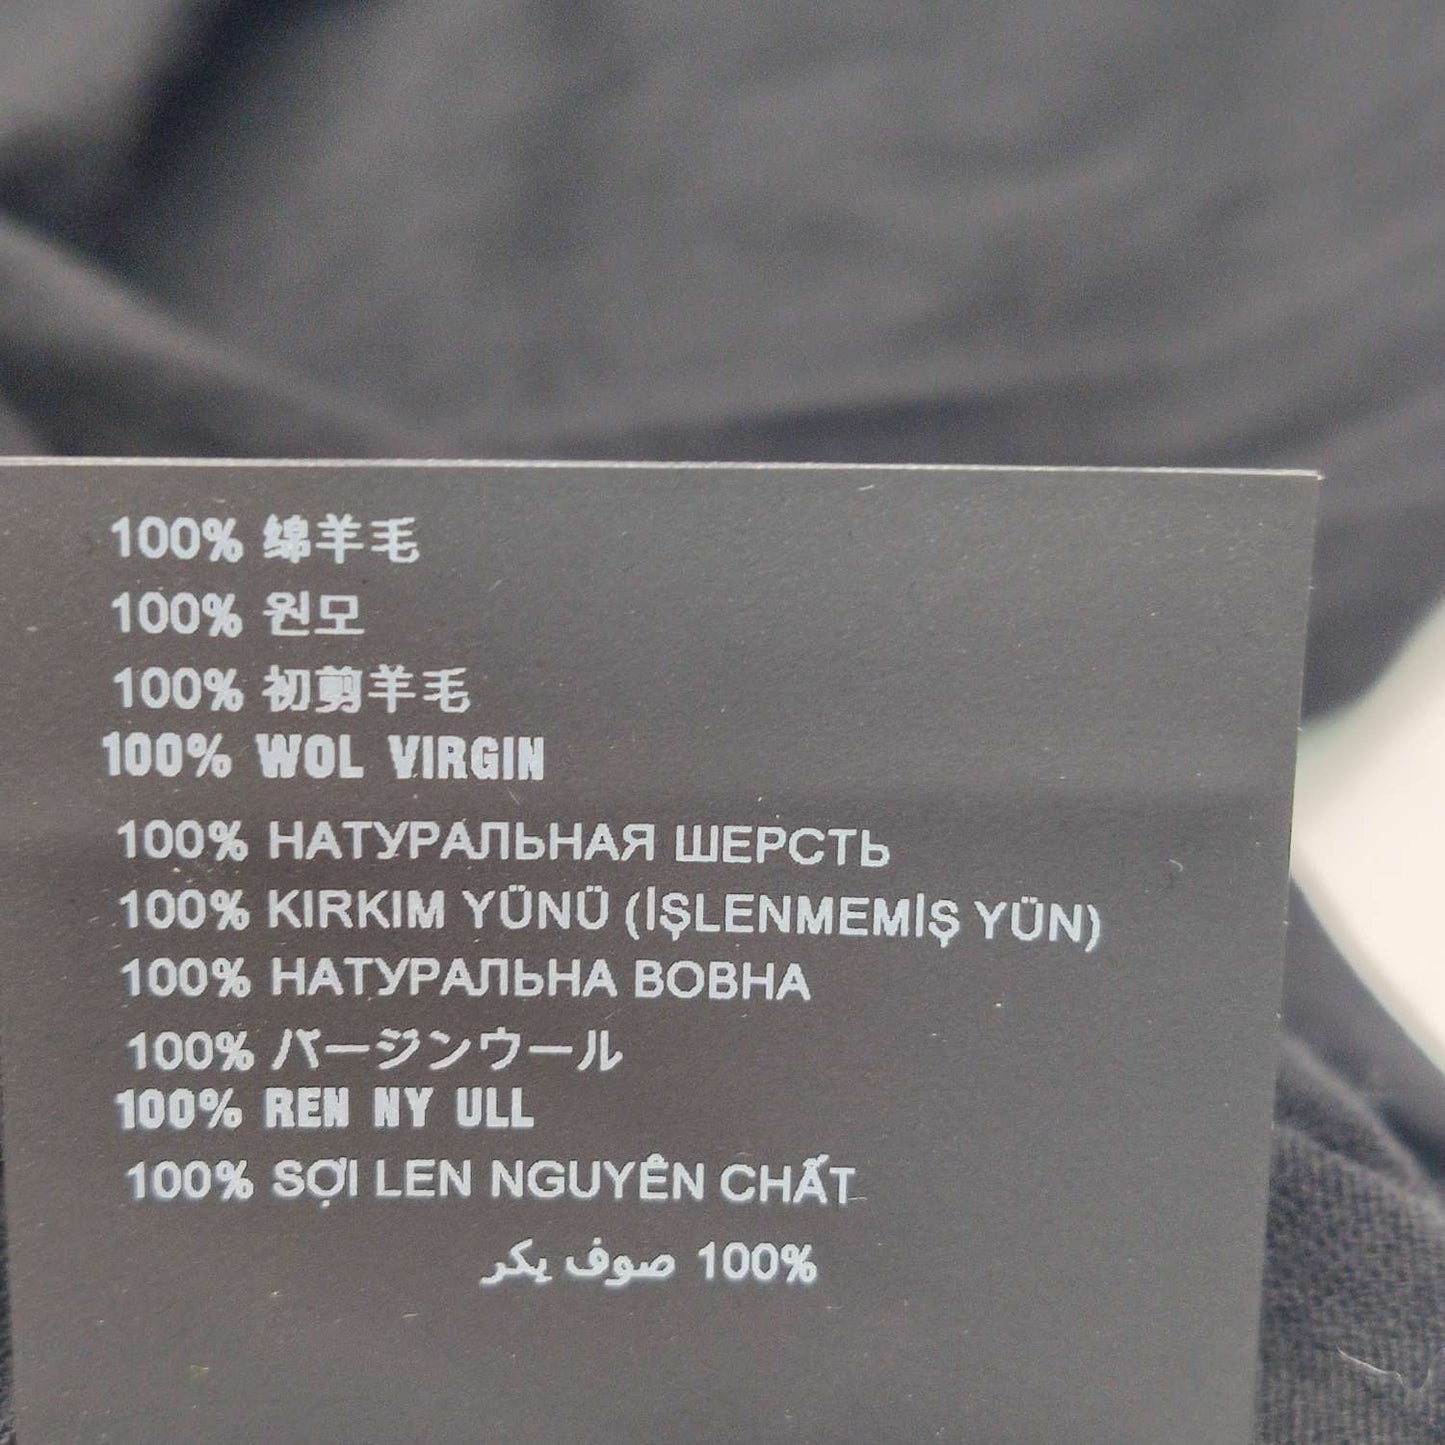 100% 绵羊毛
100% 원모
100% 初剪羊毛
100% WOL VIRGIN
100% НАТУРАЛЬНАЯ ШЕРСТЬ
100% KIRKIM YÜNÜ (İŞLENMEMİŞ YÜN)
100% НАТУРАЛЬНА ВОВНА
100% バージンウール
100% REN NY ULL
100% SỢI LEN NGUYÊN CHẤT
100% صوف بكر